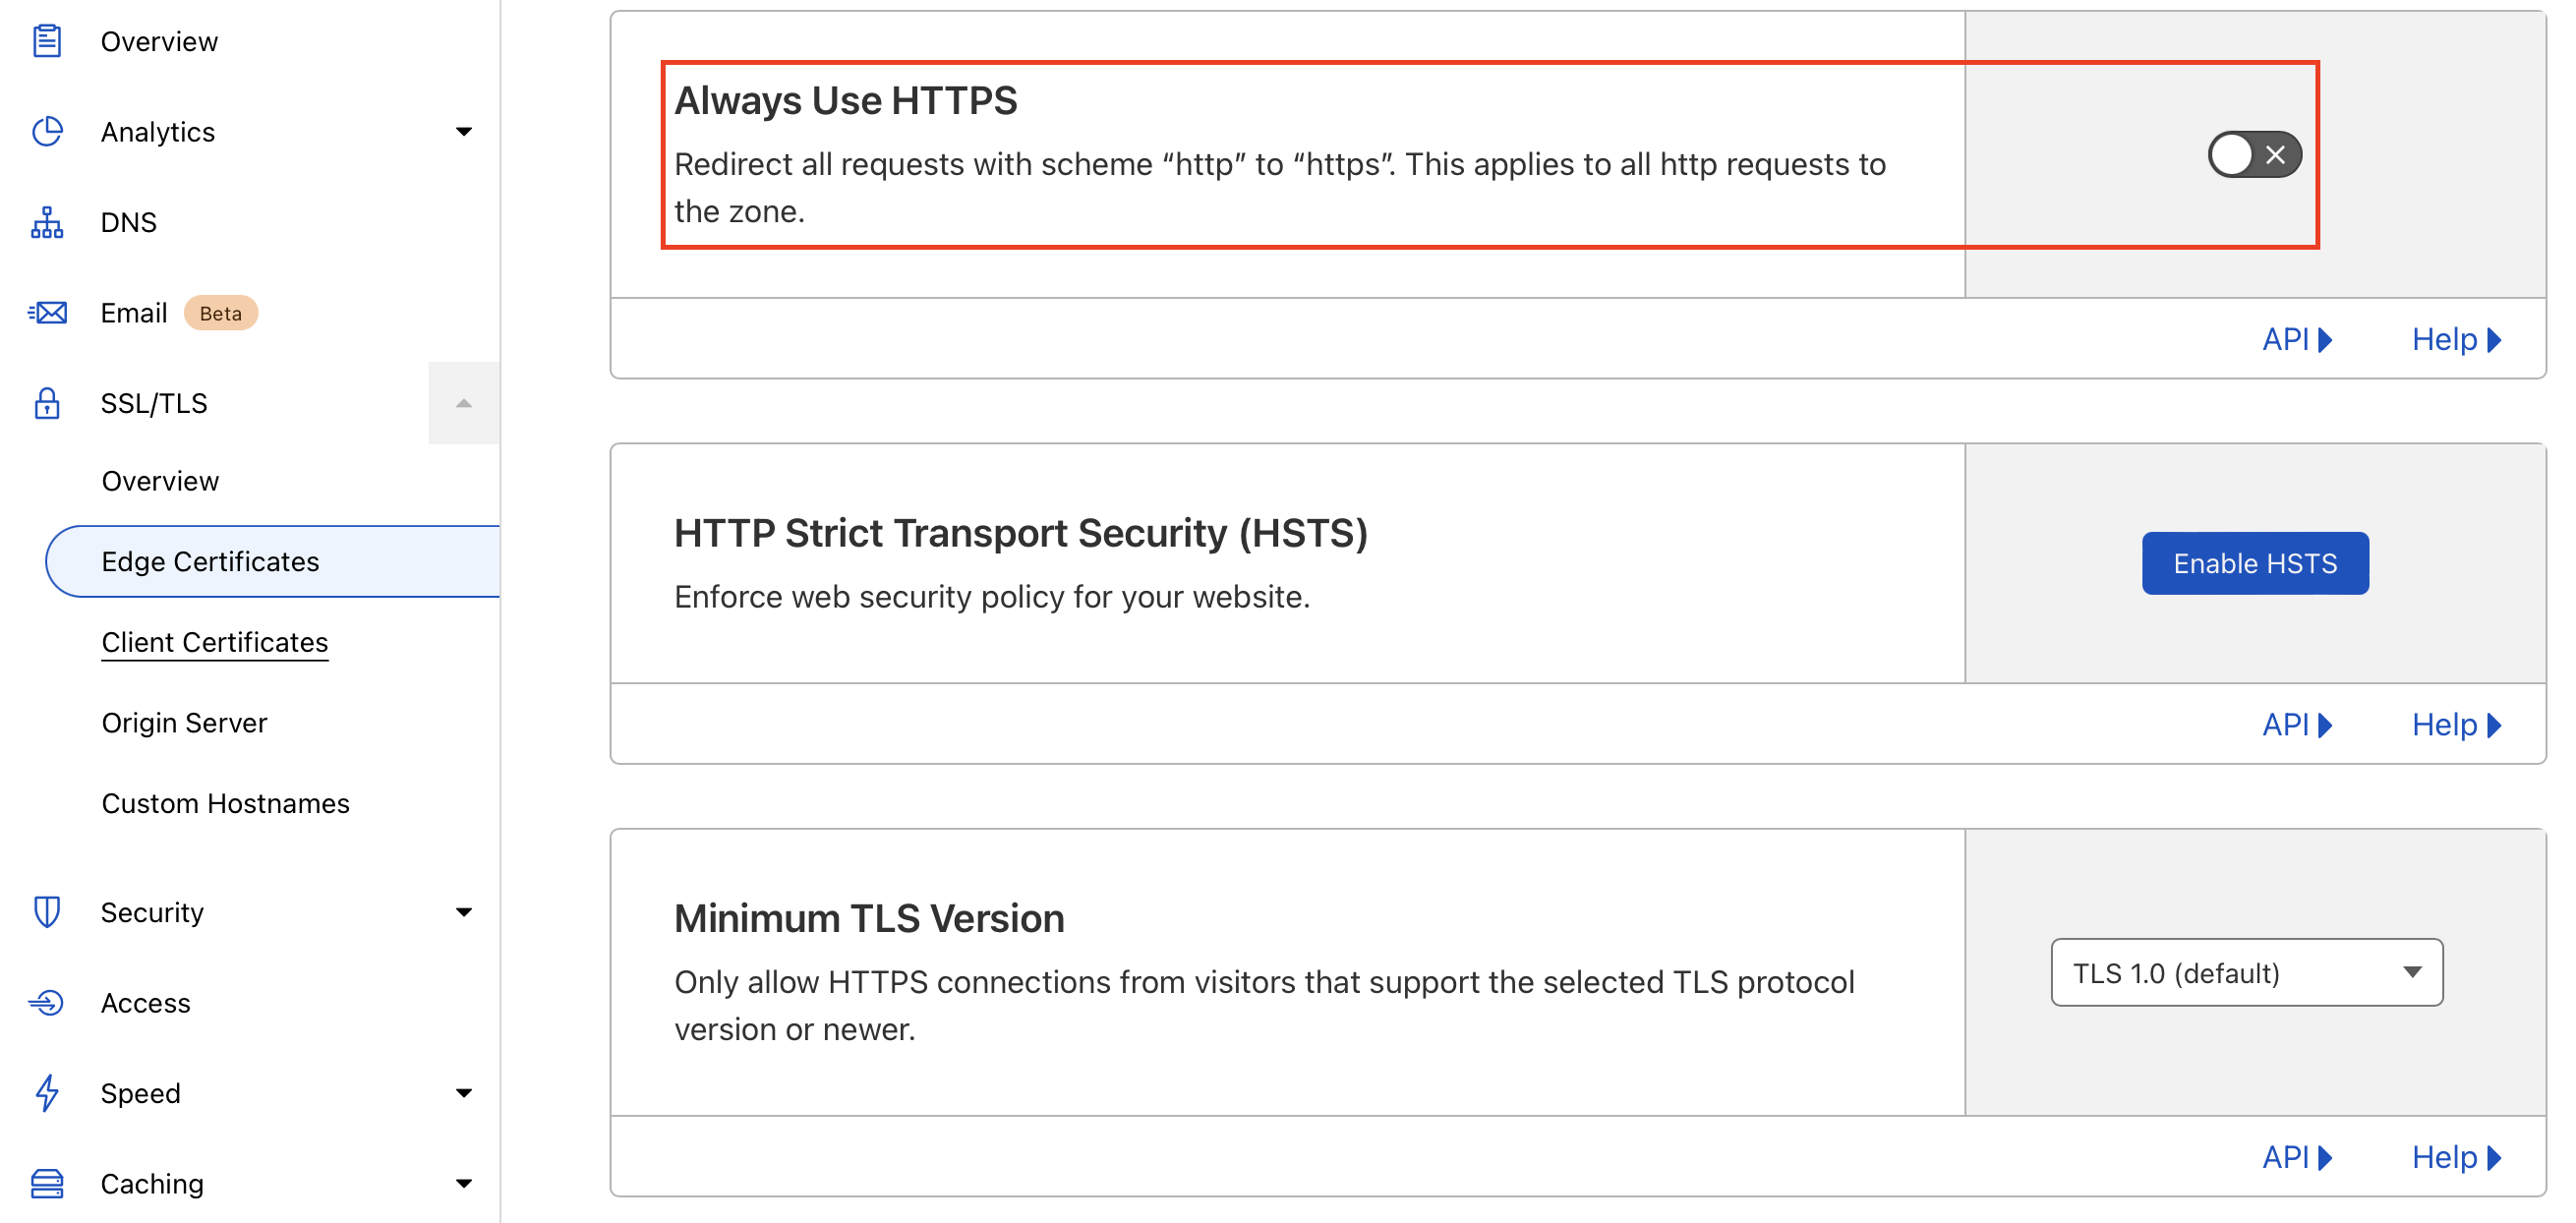 Overview
Analytics
DNS
Email Beta
SSL/TLS
Overview
Edge Certificates
Client Certificates
Origin Server
Custom Hostnames
Security
Access
Speed
Caching
Always Use HTTPS
Redirect all requests with scheme “http” to “https”. This applies to all http requests to
the zone.
API
Help
HTTP Strict Transport Security (HSTS)
Enforce web security policy for your website.
Enable HSTS
API
Help
Minimum TLS Version
Only allow HTTPS connections from visitors that support the selected TLS protocol
version or newer.
TLS 1.0 (default)
API
Help